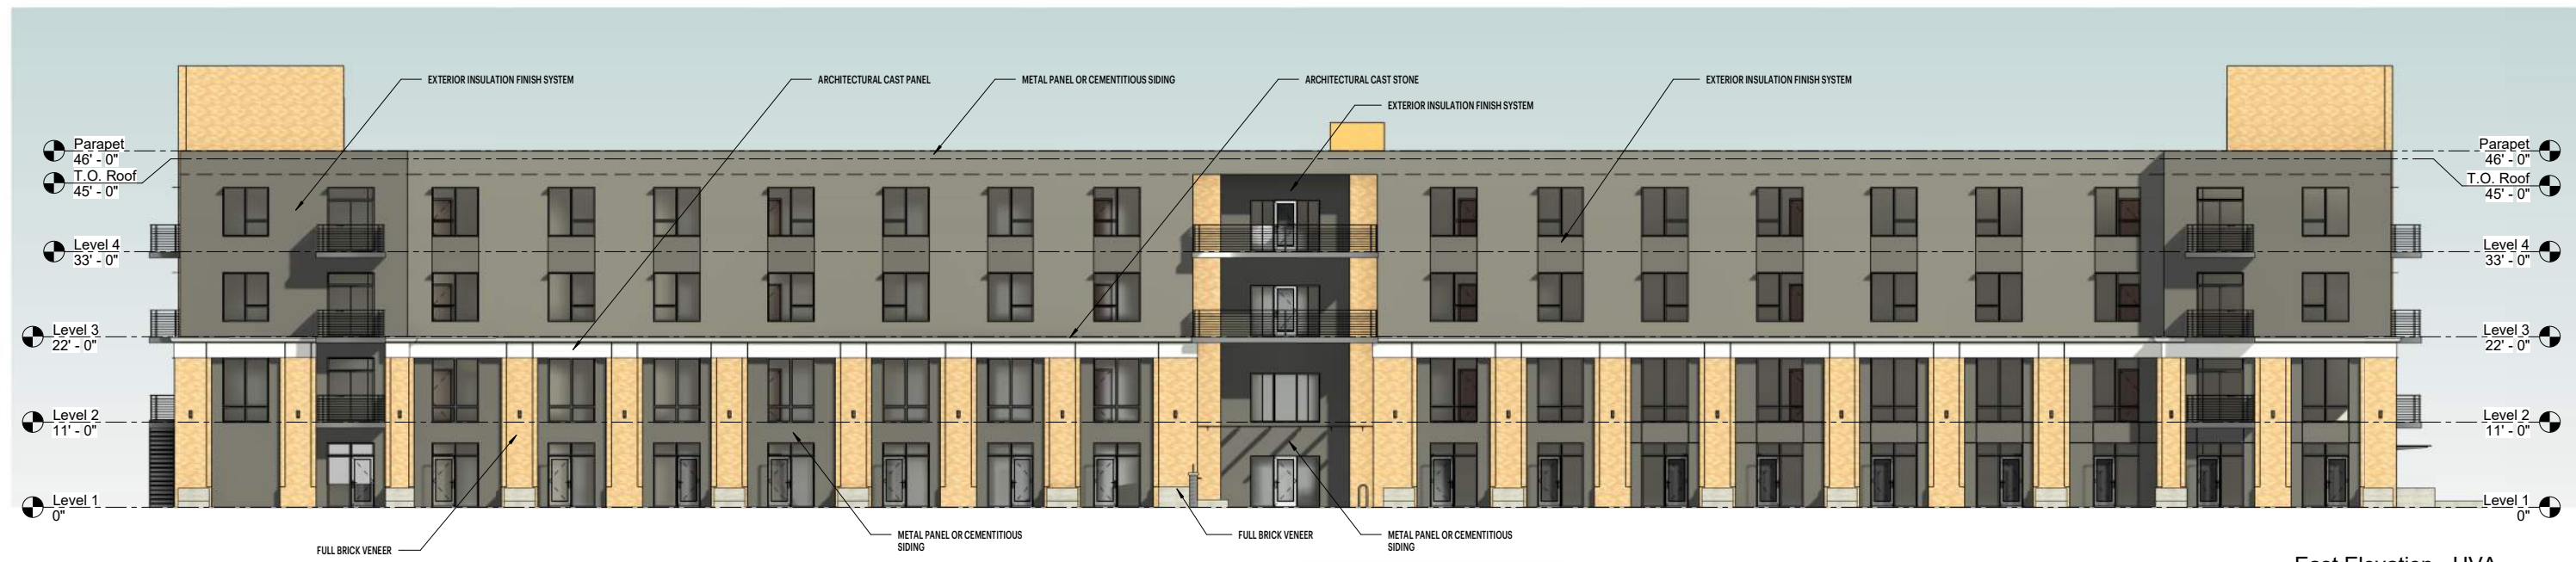 EXTERIOR INSULATION FINISH SYSTEM
ARCHITECTURAL CAST PANEL
METAL PANEL OR CEMENTITIOUS SIDING
ARCHITECTURAL CAST STONE
EXTERIOR INSULATION FINISH SYSTEM
EXTERIOR INSULATION FINISH SYSTEM
Parapet
46' - 0"
T.O. Roof
45' - 0"
Level 4
33' - 0"
Level 3
22' - 0"
Level 2
11' - 0"
Level 1
0"
Parapet
46' - 0"
T.O. Roof
45' - 0"
Level 4
33' - 0"
Level 3
22' - 0"
Level 2
11' - 0"
Level 1
0"
FULL BRICK VENEER
METAL PANEL OR CEMENTITIOUS
SIDING
FULL BRICK VENEER
METAL PANEL OR CEMENTITIOUS
SIDING
East Elevation - HVA